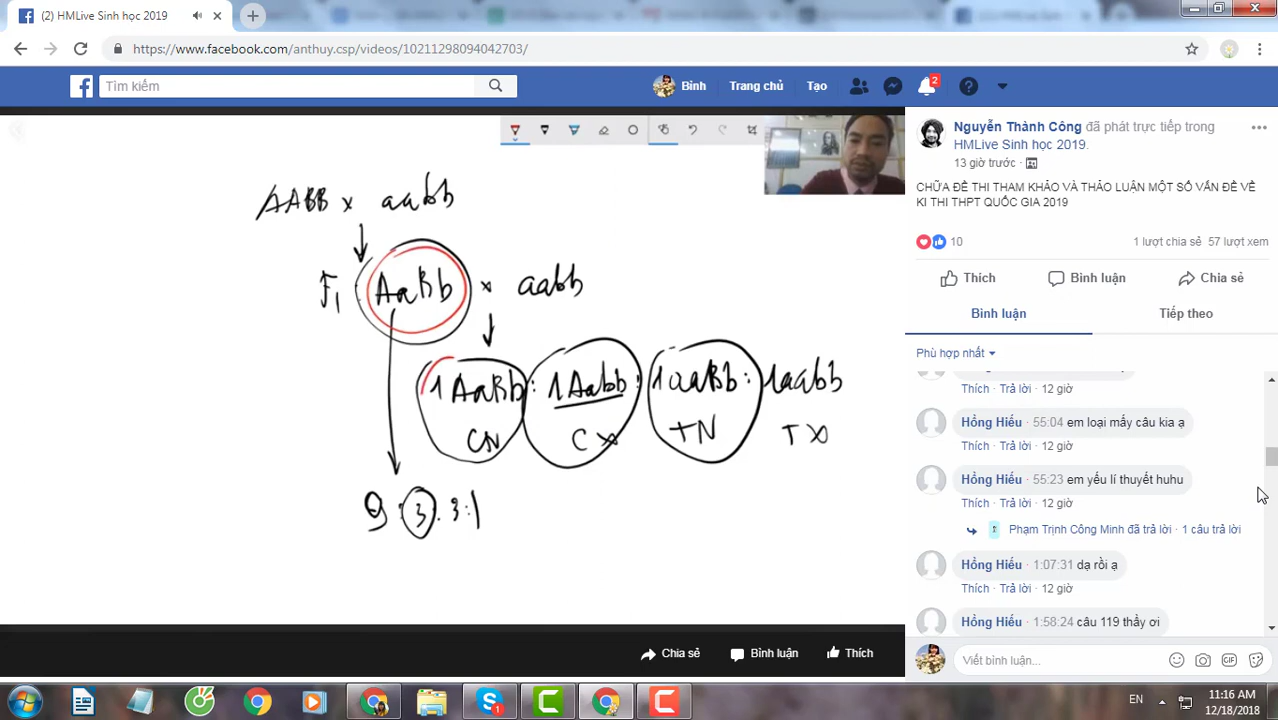 (2) HMLive Sinh học 2019
https://www.facebook.com/anthuy.csp/videos/10211298094042703/
Tìm kiếm
Bình
Trang chủ
Tạo
2
AABB x aabb
F1 AaBb x aabb
1AaBb : 1Aabb : 1aaBb : 1aabb
CN CX TN TX
9:3:3:1
Chia sẻ
Bình luận
Thích
Nguyễn Thành Công đã phát trực tiếp trong
HMLive Sinh học 2019.
13 giờ trước
CHỮA ĐỀ THI THAM KHẢO VÀ THẢO LUẬN MỘT SỐ VẤN ĐỀ VỀ
KÌ THI THPT QUỐC GIA 2019
10
1 lượt chia sẻ 57 lượt xem
Thích Bình luận Chia sẻ
Bình luận Tiếp theo
Phù hợp nhất
Thích · Trả lời · 12 giờ
Hồng Hiếu · 55:04 em loại mấy câu kia ạ
Thích · Trả lời · 12 giờ
Hồng Hiếu · 55:23 em yếu lí thuyết huhu
Thích · Trả lời · 12 giờ
Phạm Trịnh Công Minh đã trả lời · 1 câu trả lời
Hồng Hiếu · 1:07:31 dạ rồi ạ
Thích · Trả lời · 12 giờ
Hồng Hiếu · 1:58:24 câu 119 thầy ơi
Viết bình luận...
GIF
EN
11:16 AM
12/18/2018